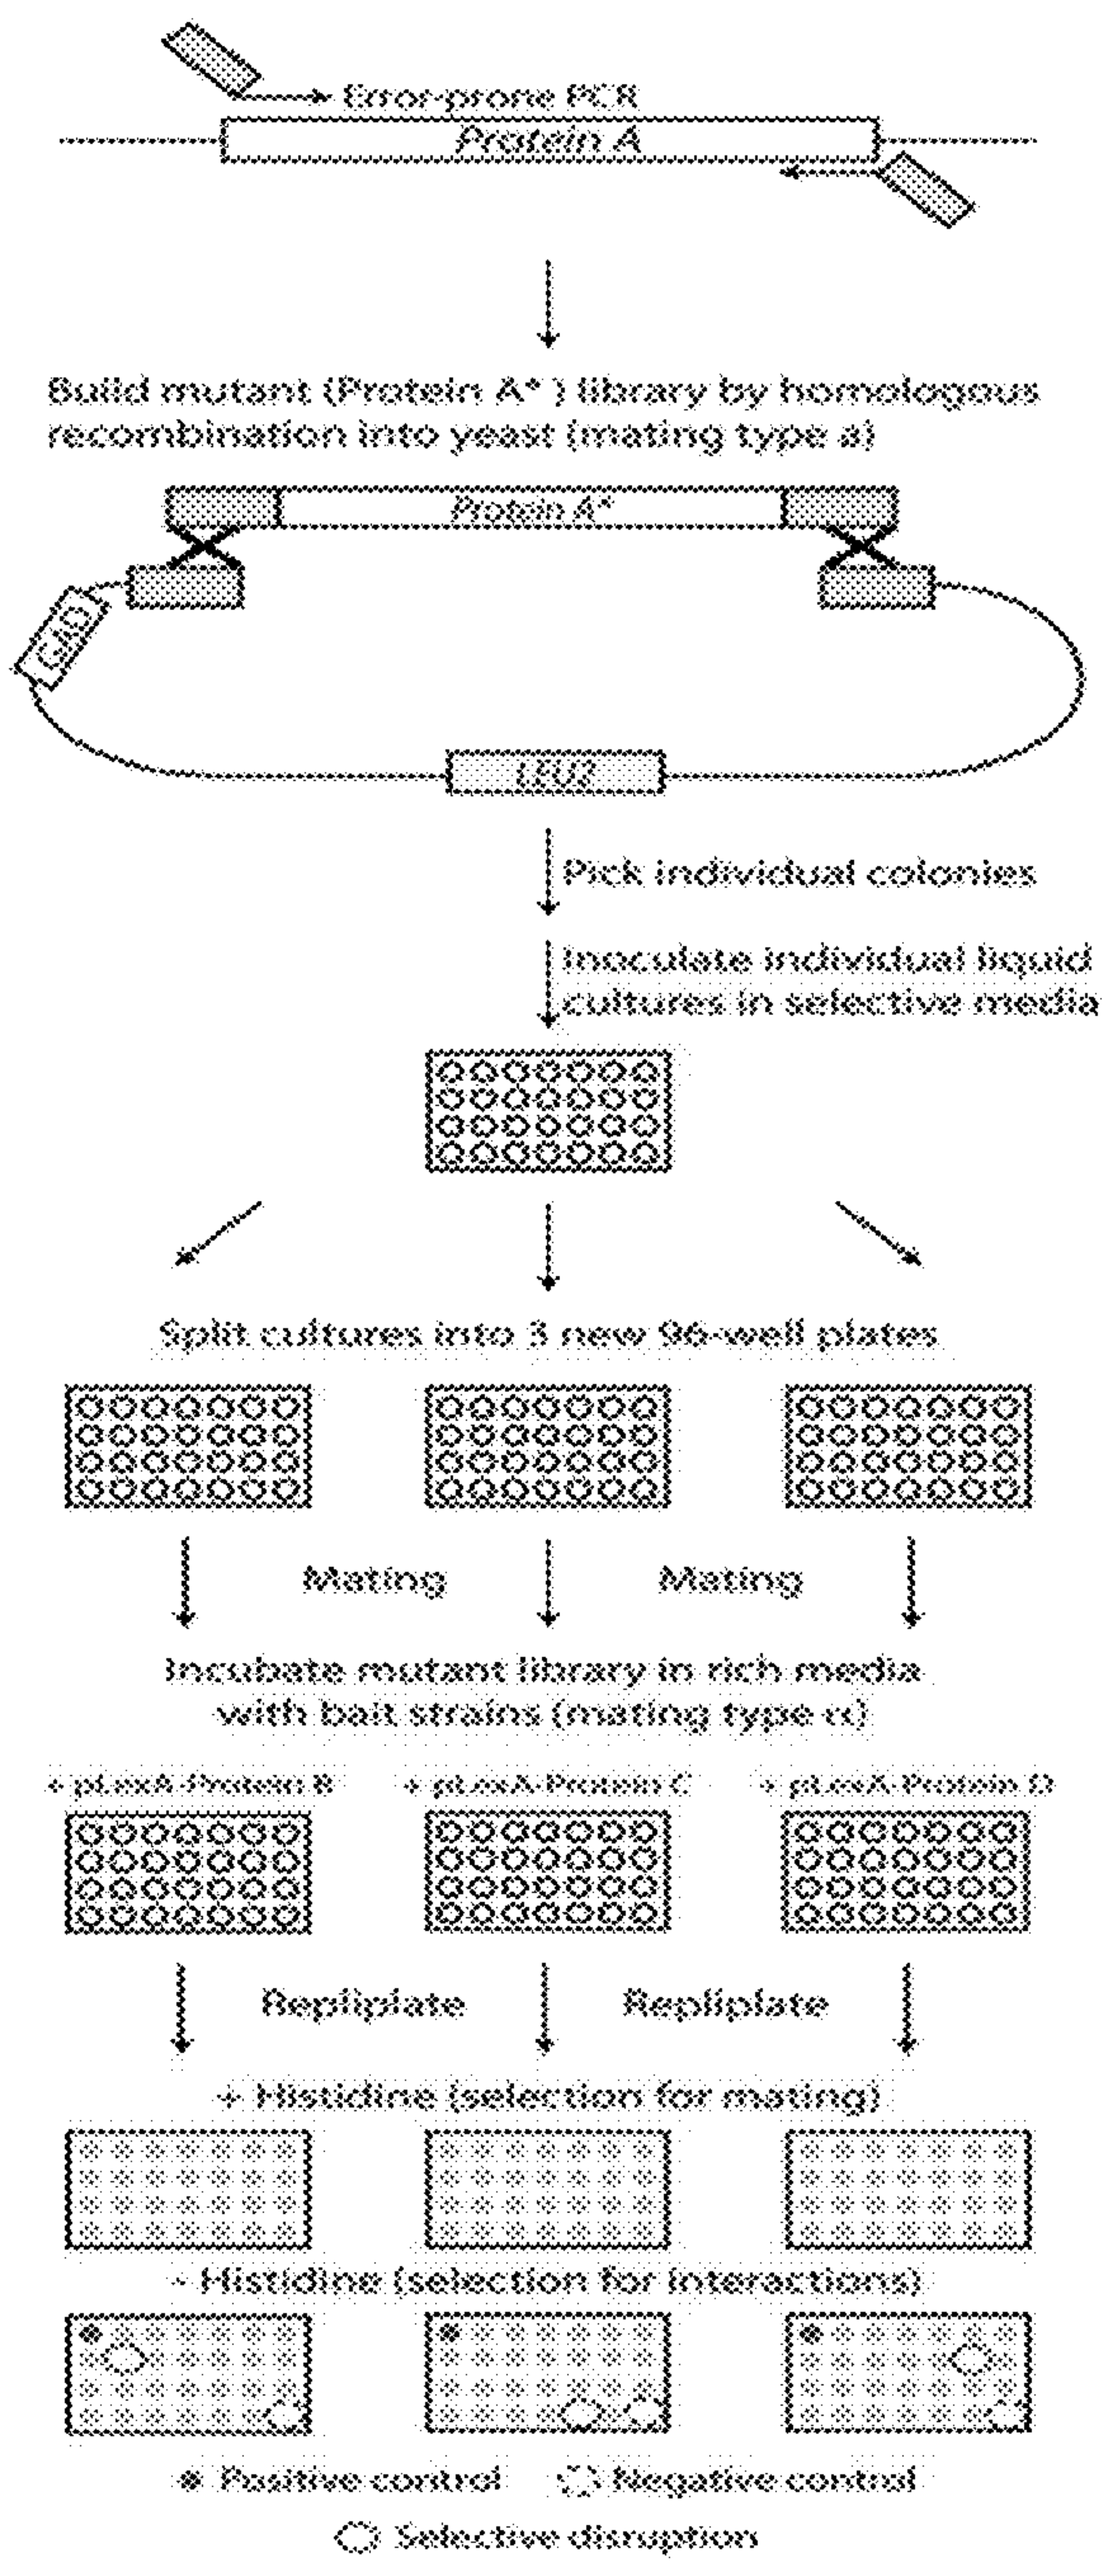 Error-prone PCR
Protein A
Build mutant (Protein A*) library by homologous
recombination into yeast (mating type a)
Protein A*
GAD
LEU2
Pick individual colonies
Inoculate individual liquid
cultures in selective media
Split cultures into 3 new 96-well plates
Mating Mating
Incubate mutant library in rich media
with bait strains (mating type α)
+ pLexA-Protein B + pLexA-Protein C + pLexA-Protein D
Repliplate Repliplate
+ Histidine (selection for mating)
- Histidine (selection for interactions)
Positive control Negative control
Selective disruption